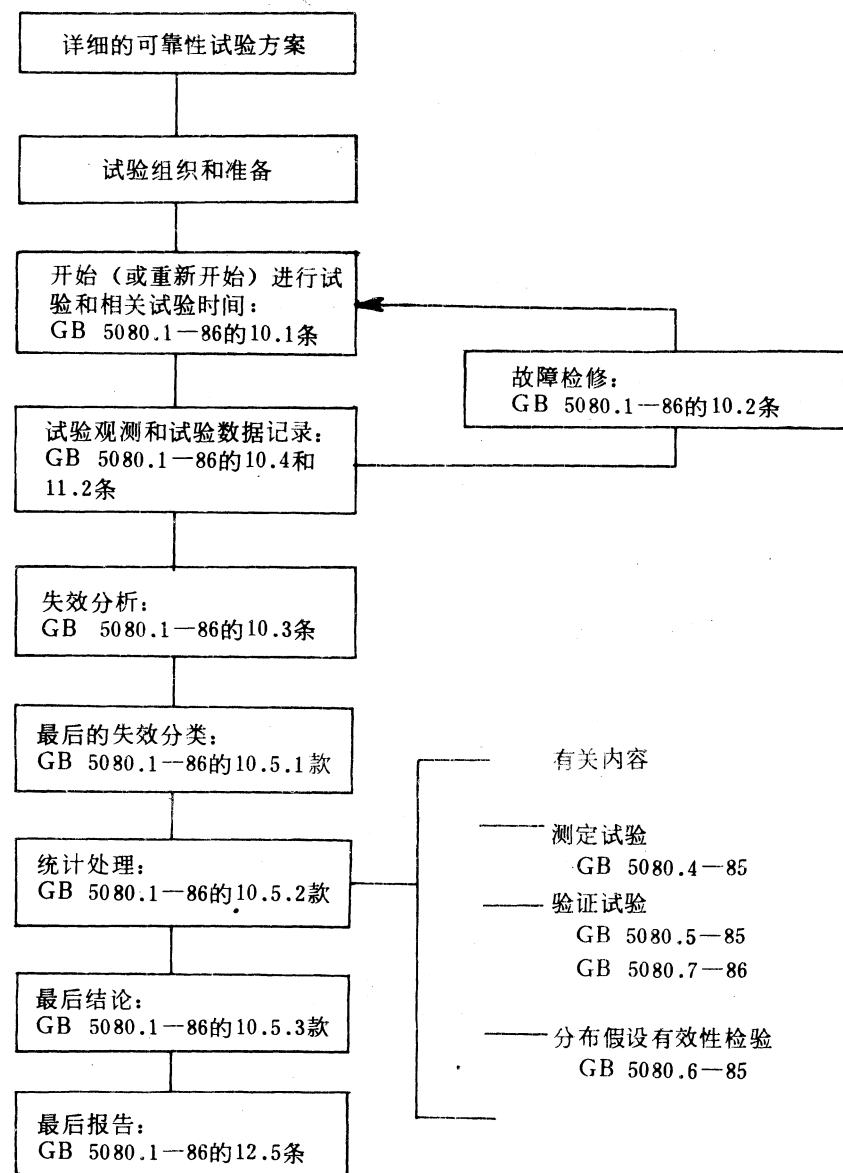 详细的可靠性试验方案
试验组织和准备
开始（或重新开始）进行试
验和相关试验时间：
GB 5080.1—86的10.1条
故障检修：
GB 5080.1—86的10.2条
试验观测和试验数据记录：
GB 5080.1—86的10.4和
11.2条
失效分析：
GB 5080.1—86的10.3条
最后的失效分类：
GB 5080.1—86的10.5.1款
统计处理：
GB 5080.1—86的10.5.2款
最后结论：
GB 5080.1—86的10.5.3款
最后报告：
GB 5080.1—86的12.5条
有关内容
测定试验
GB 5080.4—85
验证试验
GB 5080.5—85
GB 5080.7—86
分布假设有效性检验
GB 5080.6—85